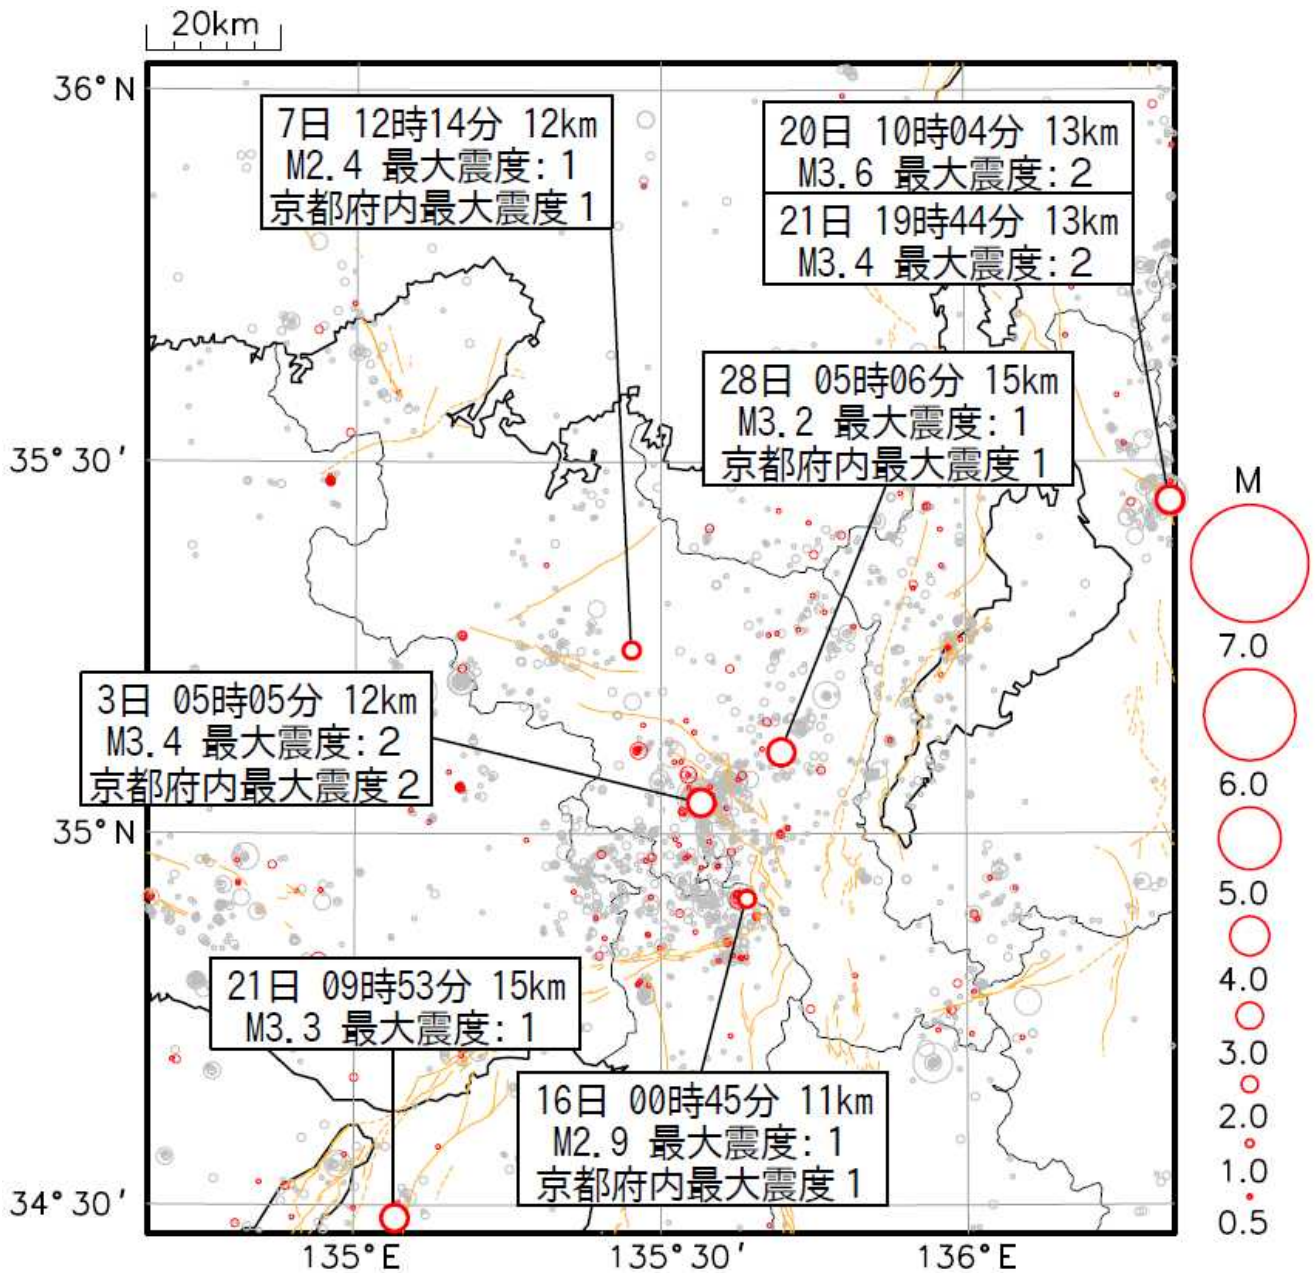 20km
36°N
7日 12時14分 12km
M2.4 最大震度:1
京都府内最大震度1
20日 10時04分 13km
M3.6 最大震度:2
21日 19時44分 13km
M3.4 最大震度:2
28日 05時06分 15km
M3.2 最大震度:1
京都府内最大震度1
35°30′
3日 05時05分 12km
M3.4 最大震度:2
京都府内最大震度2
35°N
21日 09時53分 15km
M3.3 最大震度:1
16日 00時45分 11km
M2.9 最大震度:1
京都府内最大震度1
34°30′
135°E
135°30′
136°E
M
7.0
6.0
5.0
4.0
3.0
2.0
1.0
0.5